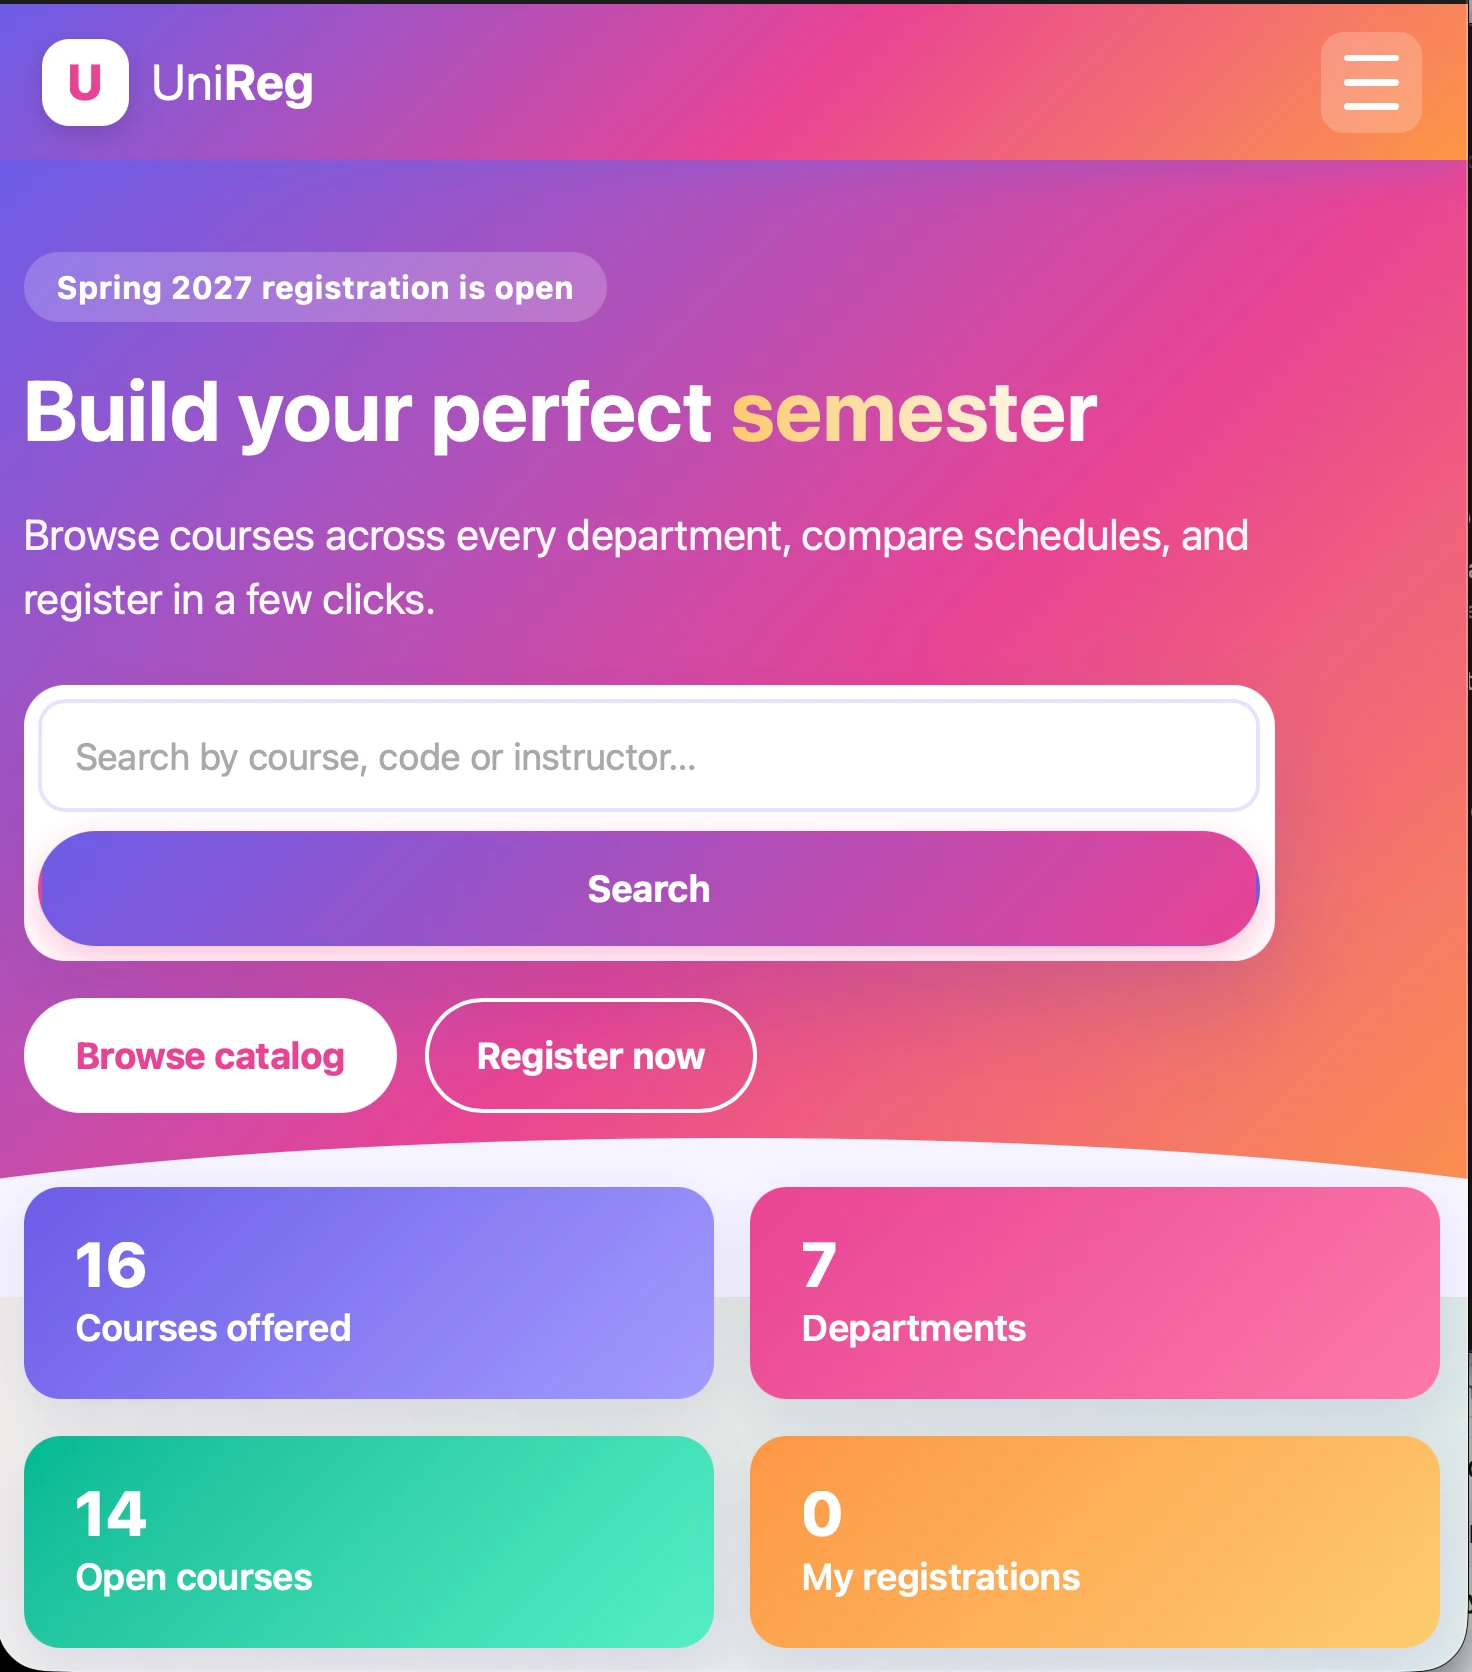 U
UniReg
Spring 2027 registration is open
Build your perfect semester
Browse courses across every department, compare schedules, and
register in a few clicks.
Search by course, code or instructor...
Search
Browse catalog
Register now
16
Courses offered
7
Departments
14
Open courses
0
My registrations